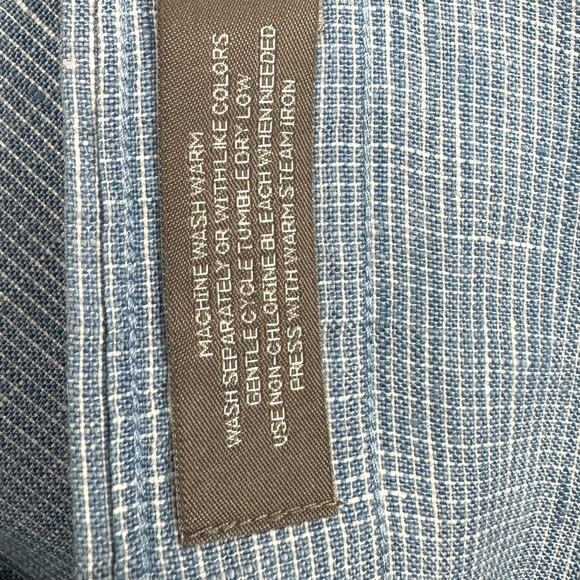 MACHINE WASH WARM
WASH SEPARATELY OR WITH LIKE COLORS
GENTLE CYCLE TUMBLE DRY LOW
USE NON-CHLORINE BLEACH WHEN NEEDED
PRESS WITH WARM STEAM IRON